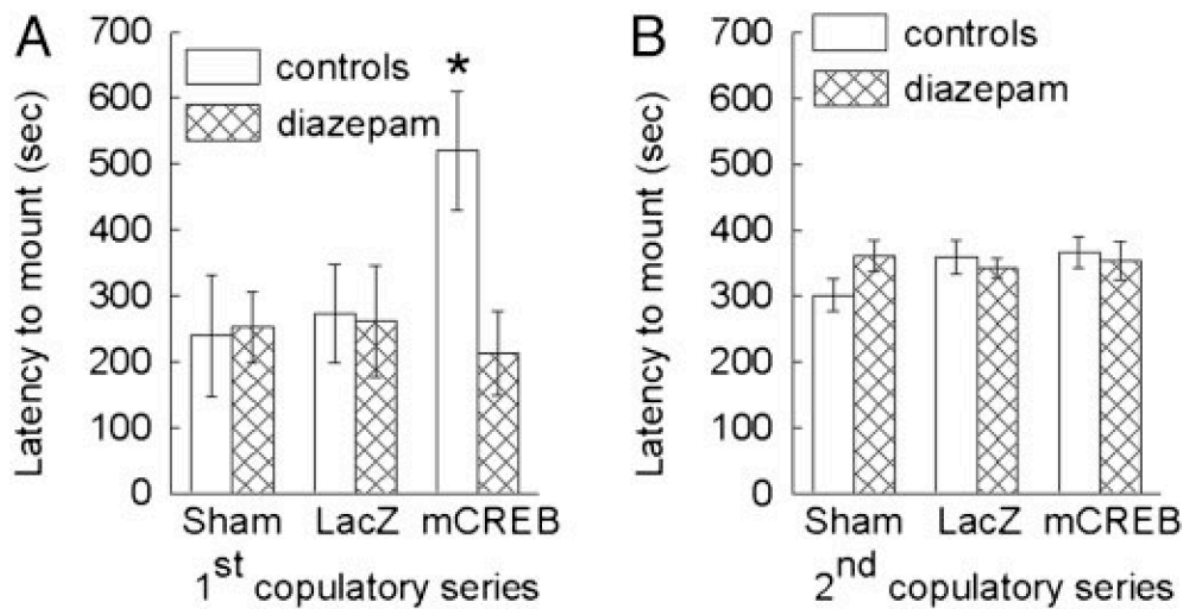 A
Latency to mount (sec)
700
600
500
400
300
200
100
0
controls
diazepam
*
Sham LacZ mCREB
1st copulatory series
B
Latency to mount (sec)
700
600
500
400
300
200
100
0
controls
diazepam
Sham LacZ mCREB
2nd copulatory series